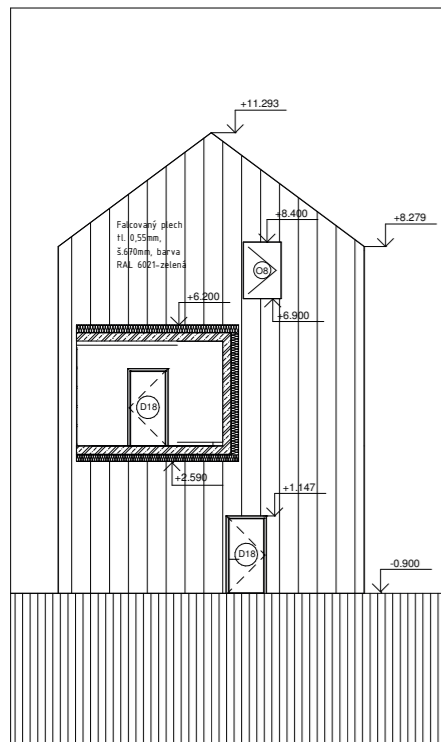 +11.293
+8.279
Falcovaný plech
tl. 0,55mm,
š.670mm, barva
RAL 6021-zelená
+8.400
O8
+6.200
+6.900
D18
+2.590
+1.147
D18
-0.900